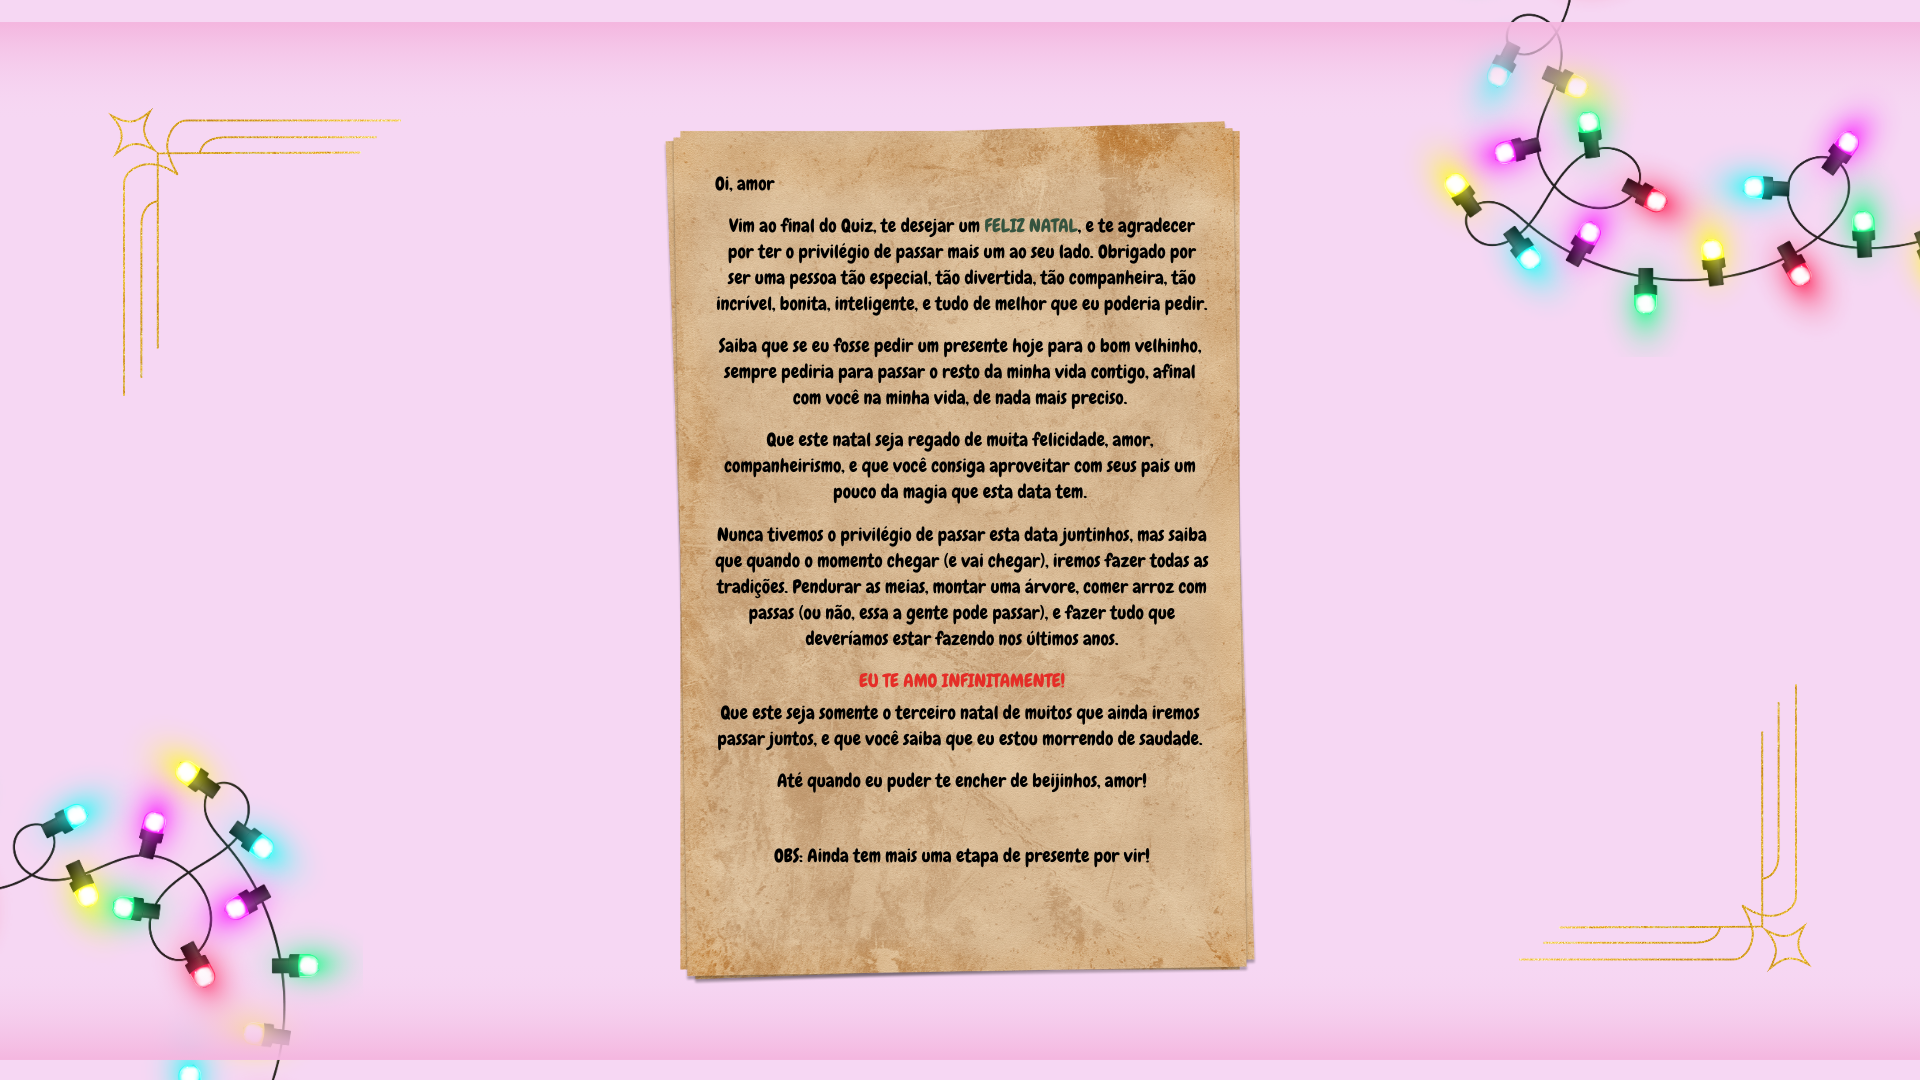 Oi, amor
Vim ao final do Quiz, te desejar um FELIZ NATAL, e te agradecer
por ter o privilégio de passar mais um ao seu lado. Obrigado por
ser uma pessoa tão especial, tão divertida, tão companheira, tão
incrível, bonita, inteligente, e tudo de melhor que eu poderia pedir.
Saiba que se eu fosse pedir um presente hoje para o bom velhinho,
sempre pediria para passar o resto da minha vida contigo, afinal
com você na minha vida, de nada mais preciso.
Que este natal seja regado de muita felicidade, amor,
companheirismo, e que você consiga aproveitar com seus pais um
pouco da magia que esta data tem.
Nunca tivemos o privilégio de passar esta data juntinhos, mas saiba
que quando o momento chegar (e vai chegar), iremos fazer todas as
tradições. Pendurar as meias, montar uma árvore, comer arroz com
passas (ou não, essa a gente pode passar), e fazer tudo que
deveríamos estar fazendo nos últimos anos.
EU TE AMO INFINITAMENTE!
Que este seja somente o terceiro natal de muitos que ainda iremos
passar juntos, e que você saiba que eu estou morrendo de saudade.
Até quando eu puder te encher de beijinhos, amor!
OBS: Ainda tem mais uma etapa de presente por vir!